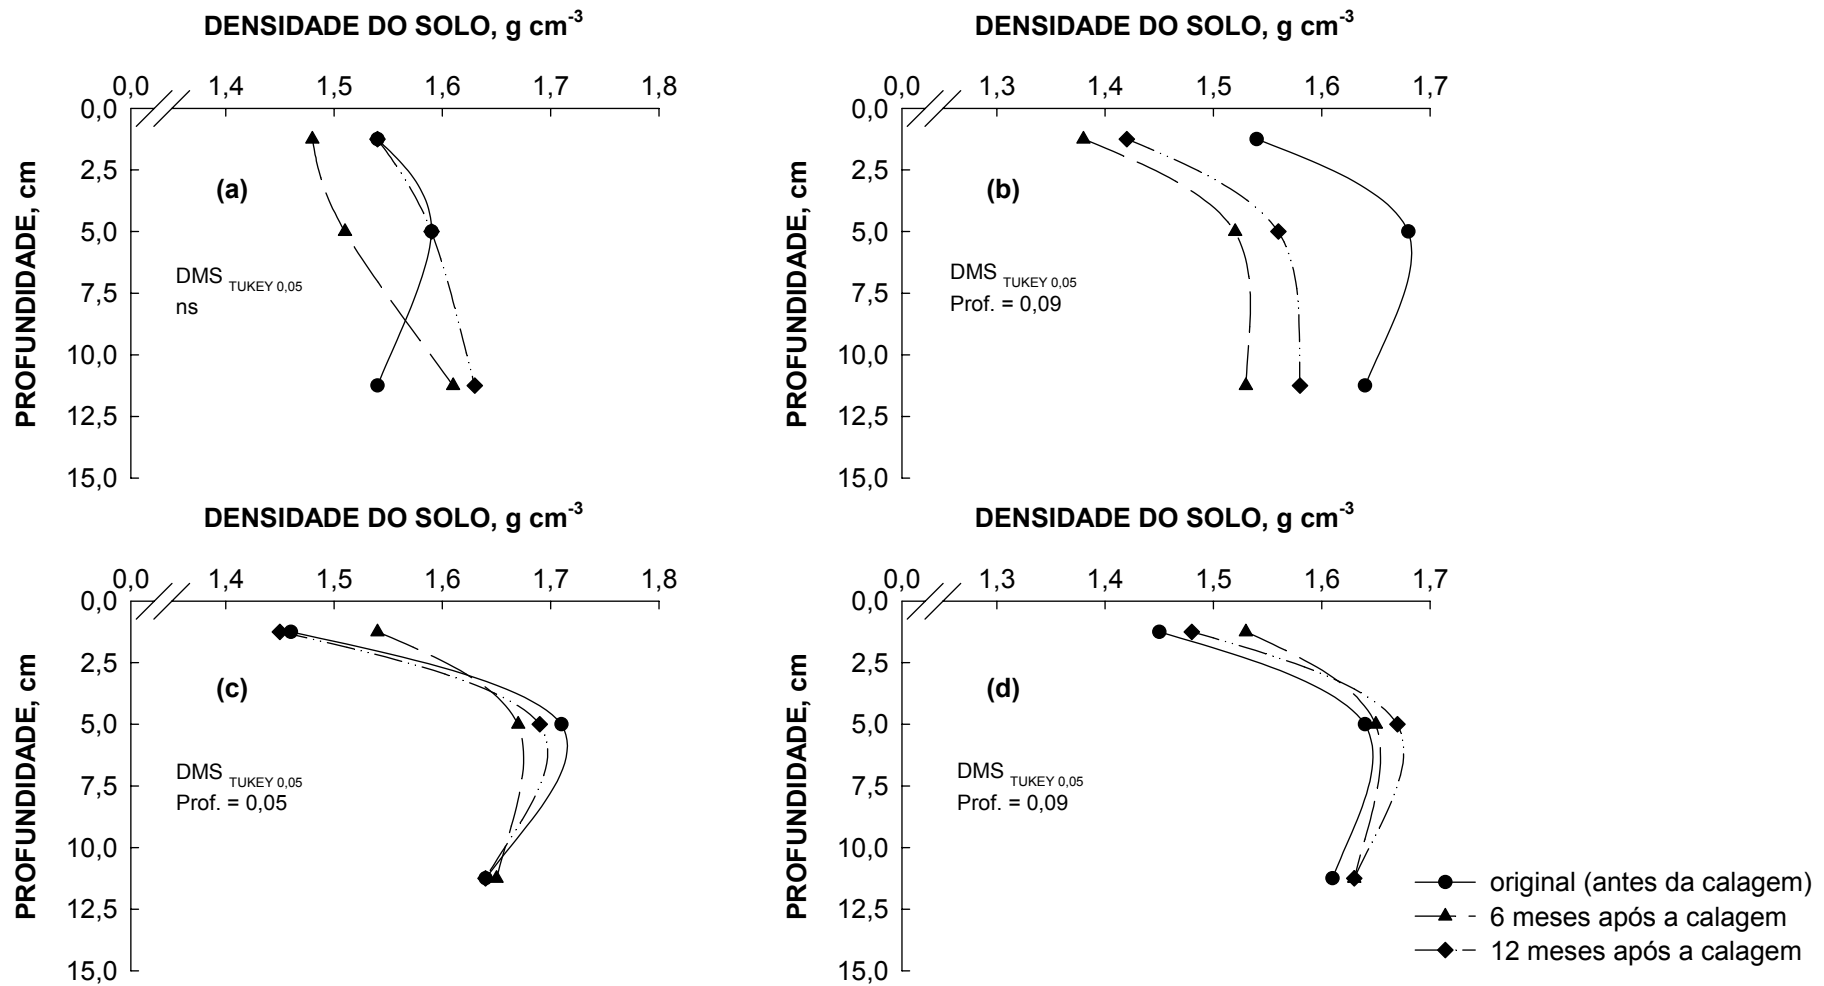 DENSIDADE DO SOLO, g cm-3
0,0 1,4 1,5 1,6 1,7 1,8
PROFUNDIDADE, cm
0,0
2,5
5,0
7,5
10,0
12,5
15,0
(a)
DMS TUKEY 0,05
ns
DENSIDADE DO SOLO, g cm-3
0,0 1,3 1,4 1,5 1,6 1,7
PROFUNDIDADE, cm
0,0
2,5
5,0
7,5
10,0
12,5
15,0
(b)
DMS TUKEY 0,05
Prof. = 0,09
DENSIDADE DO SOLO, g cm-3
0,0 1,4 1,5 1,6 1,7 1,8
PROFUNDIDADE, cm
0,0
2,5
5,0
7,5
10,0
12,5
15,0
(c)
DMS TUKEY 0,05
Prof. = 0,05
DENSIDADE DO SOLO, g cm-3
0,0 1,3 1,4 1,5 1,6 1,7
PROFUNDIDADE, cm
0,0
2,5
5,0
7,5
10,0
12,5
15,0
(d)
DMS TUKEY 0,05
Prof. = 0,09
original (antes da calagem)
6 meses após a calagem
12 meses após a calagem